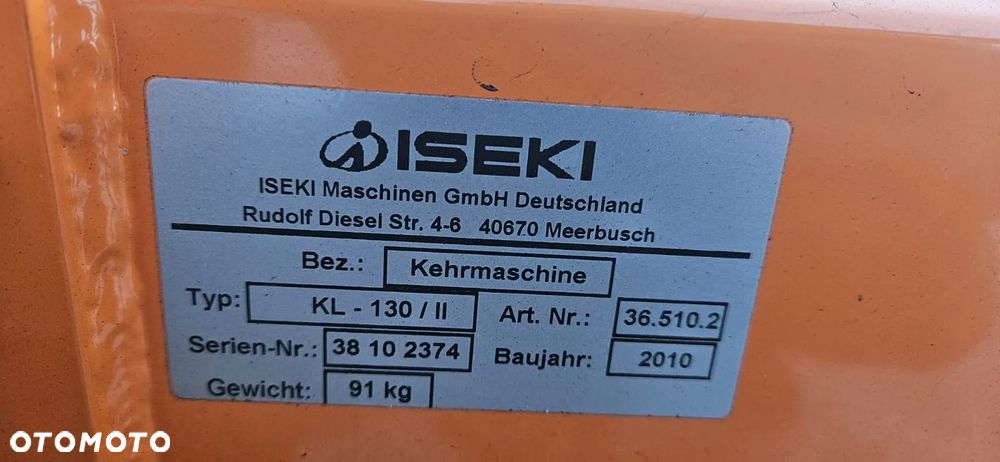 ISEKI
ISEKI Maschinen GmbH Deutschland
Rudolf Diesel Str. 4-6 40670 Meerbusch
Bez.: Kehrmaschine
Typ: KL - 130 / II Art. Nr.: 36.510.2
Serien-Nr.: 38 10 2374 Baujahr: 2010
Gewicht: 91 kg
OTOMOTO